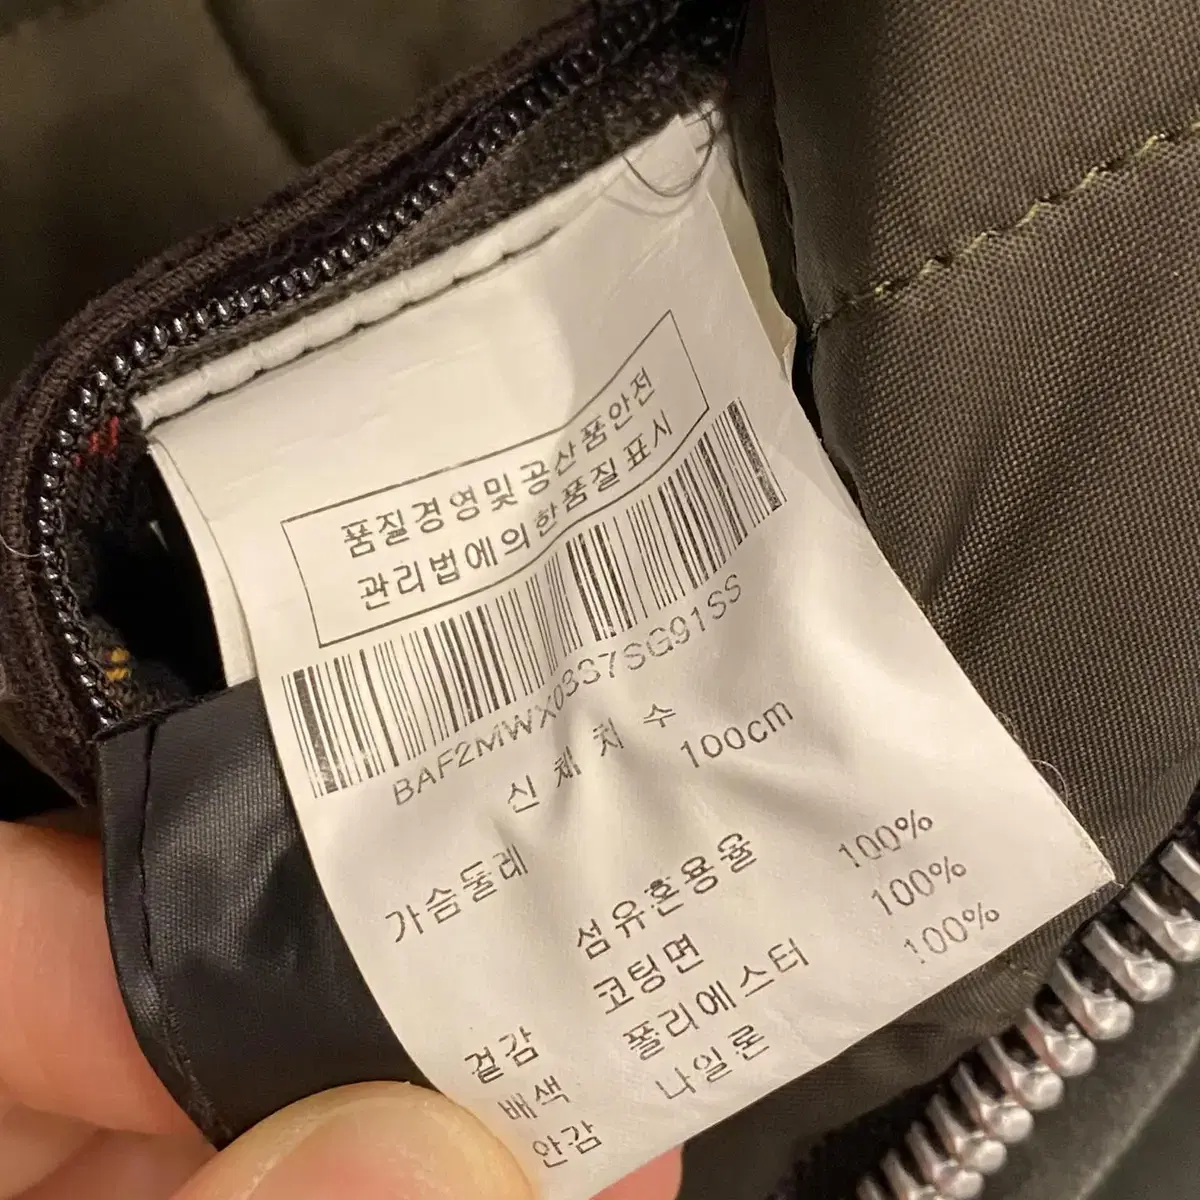 품질경영및공산품안전
관리법에의한품질표시
BAF2MWX03S7SG91SS
신체치수
가슴둘레 100cm
섬유혼용율
겉감 코팅면 100%
배색 폴리에스터 100%
안감 나일론 100%